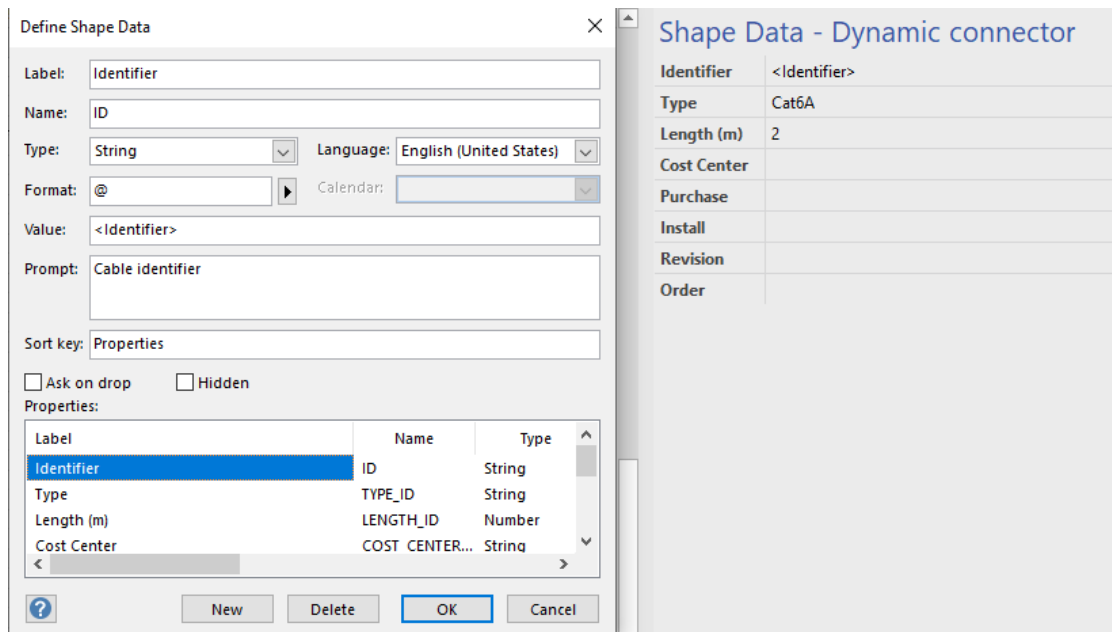 Define Shape Data
Label: Identifier
Name: ID
Type: String Language: English (United States)
Format: @ Calendar:
Value: <Identifier>
Prompt: Cable identifier
Sort key: Properties
Ask on drop Hidden
Properties:
Label Name Type
Identifier ID String
Type TYPE_ID String
Length (m) LENGTH_ID Number
Cost Center COST_CENTER... String
New Delete OK Cancel
Shape Data - Dynamic connector
Identifier <Identifier>
Type Cat6A
Length (m) 2
Cost Center
Purchase
Install
Revision
Order